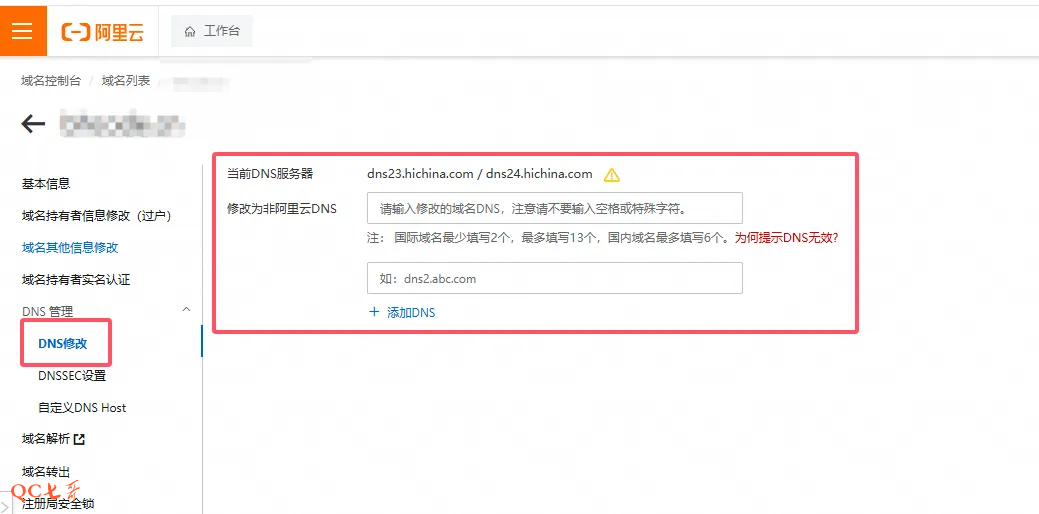 阿里云 工作台
域名控制台 / 域名列表 /
基本信息
域名持有者信息修改（过户）
域名其他信息修改
域名持有者实名认证
DNS 管理
DNS修改
DNSSEC设置
自定义DNS Host
域名解析
域名转出
注册局安全锁
当前DNS服务器 dns23.hichina.com / dns24.hichina.com
修改为非阿里云DNS 请输入修改的域名DNS，注意请不要输入空格或特殊字符。
注： 国际域名最少填写2个，最多填写13个，国内域名最多填写6个。为何提示DNS无效?
如：dns2.abc.com
+ 添加DNS
QC七哥